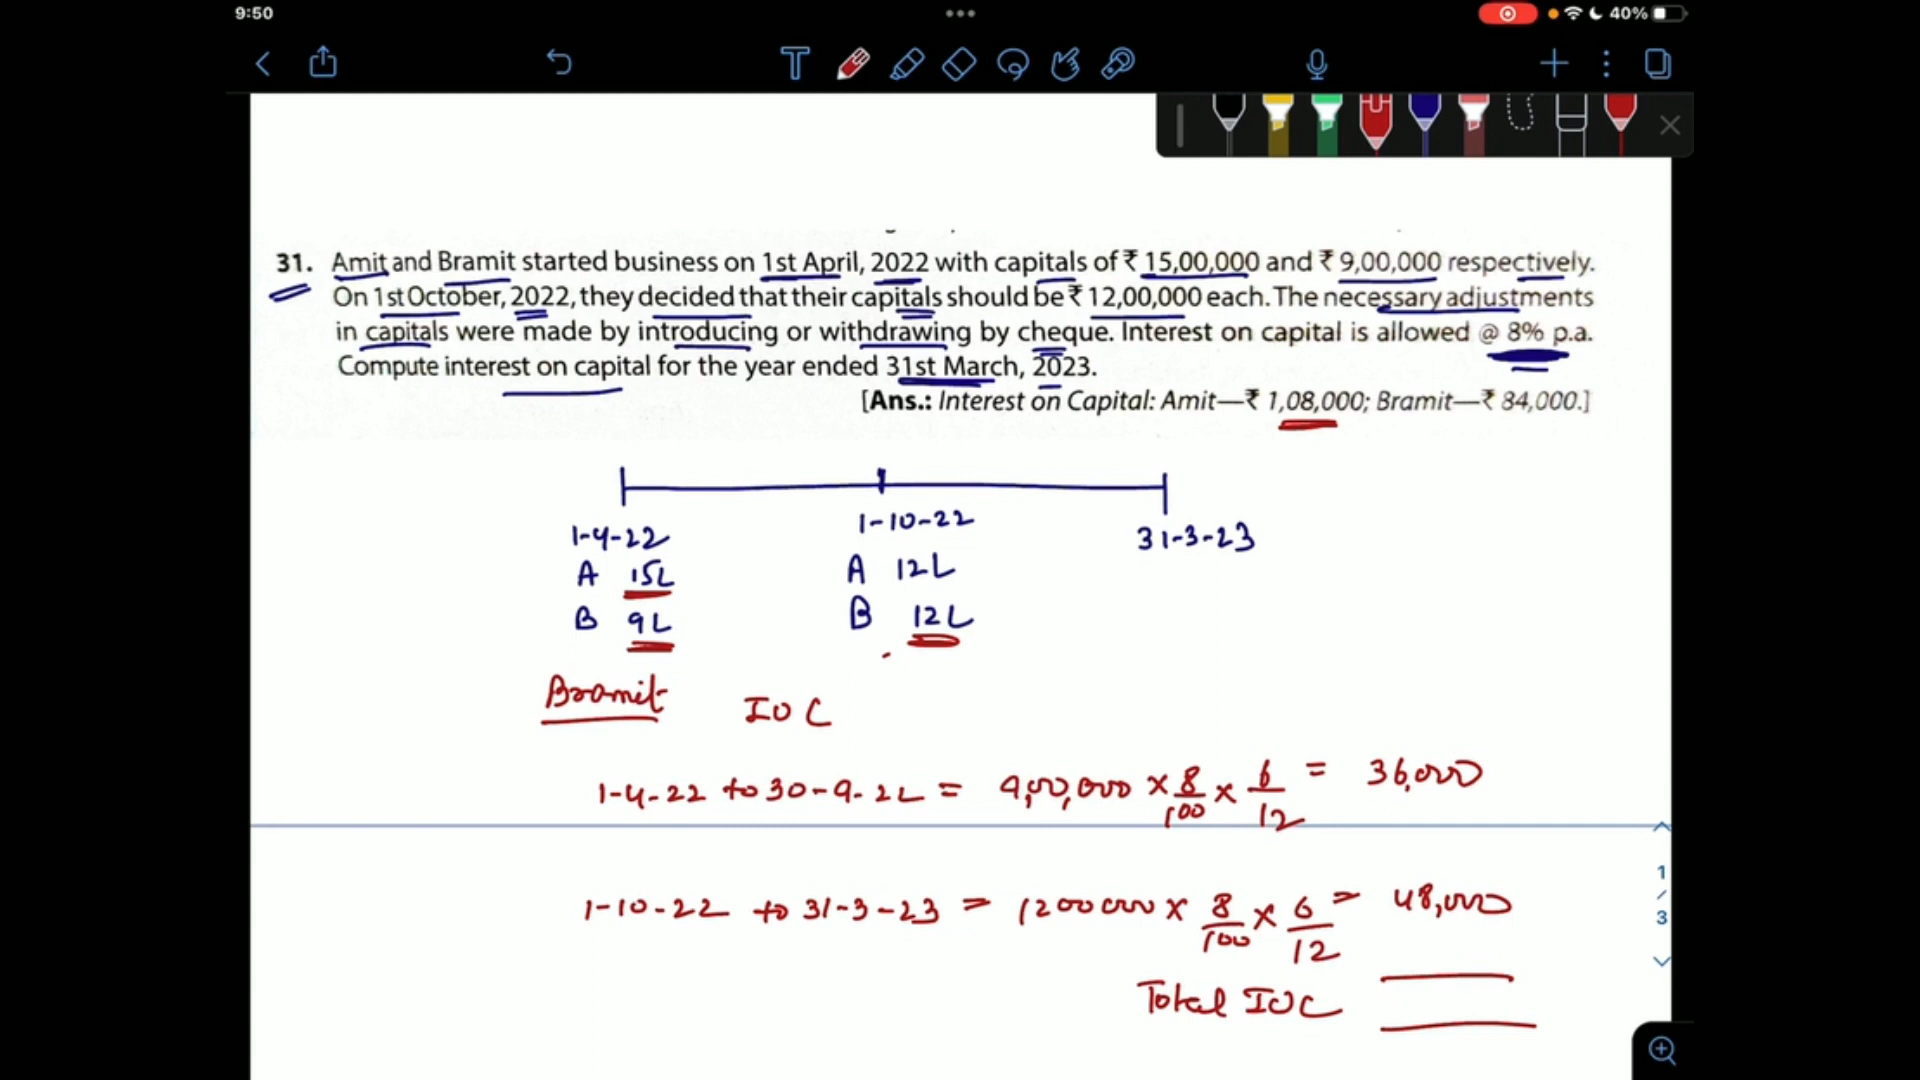 9:50
40%
31. Amit and Bramit started business on 1st April, 2022 with capitals of ₹ 15,00,000 and ₹ 9,00,000 respectively.
On 1st October, 2022, they decided that their capitals should be ₹ 12,00,000 each. The necessary adjustments
in capitals were made by introducing or withdrawing by cheque. Interest on capital is allowed @ 8% p.a.
Compute interest on capital for the year ended 31st March, 2023.
[Ans.: Interest on Capital: Amit—₹ 1,08,000; Bramit—₹ 84,000.]
1-4-22 1-10-22 31-3-23
A 15L A 12L
B 9L B 12L
Bramit IOC
1-4-22 to 30-9-22 = 9,00,000 × 8/100 × 6/12 = 36,000
1-10-22 to 31-3-23 = 1200000 × 8/100 × 6/12 = 48,000
Total IOC
1
/
3